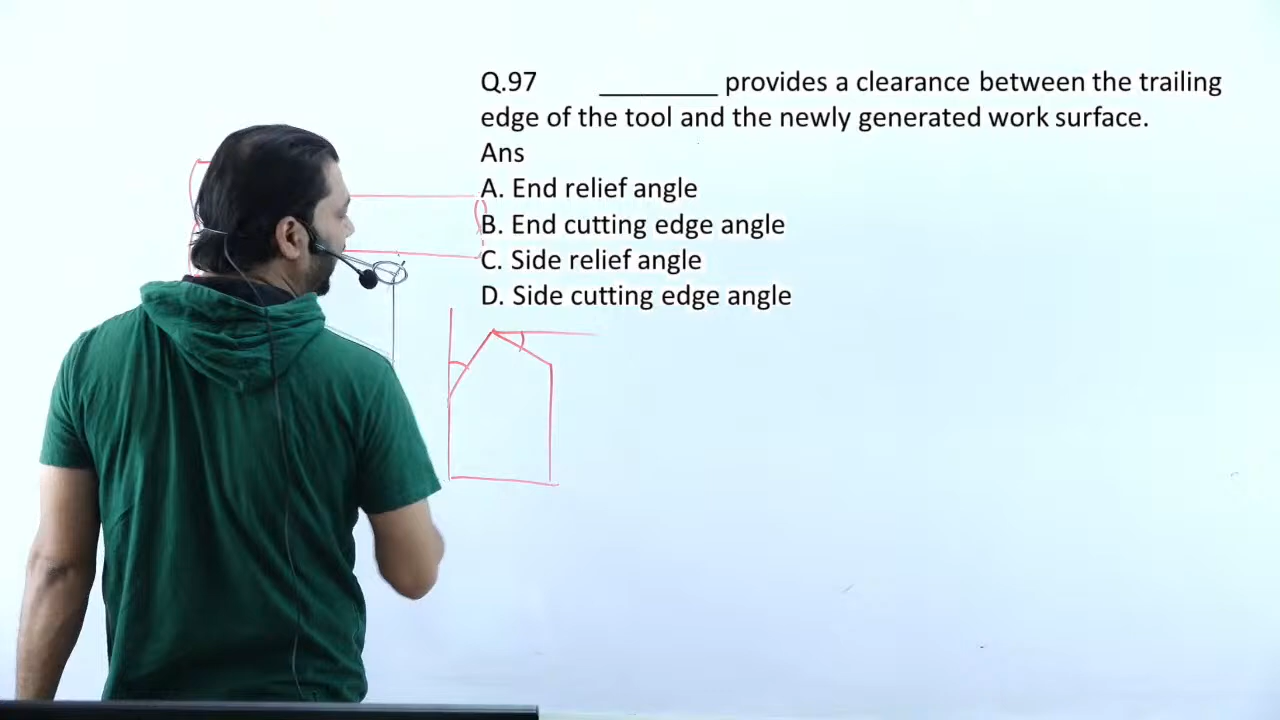 Q.97 ________ provides a clearance between the trailing
edge of the tool and the newly generated work surface.
Ans
A. End relief angle
B. End cutting edge angle
C. Side relief angle
D. Side cutting edge angle